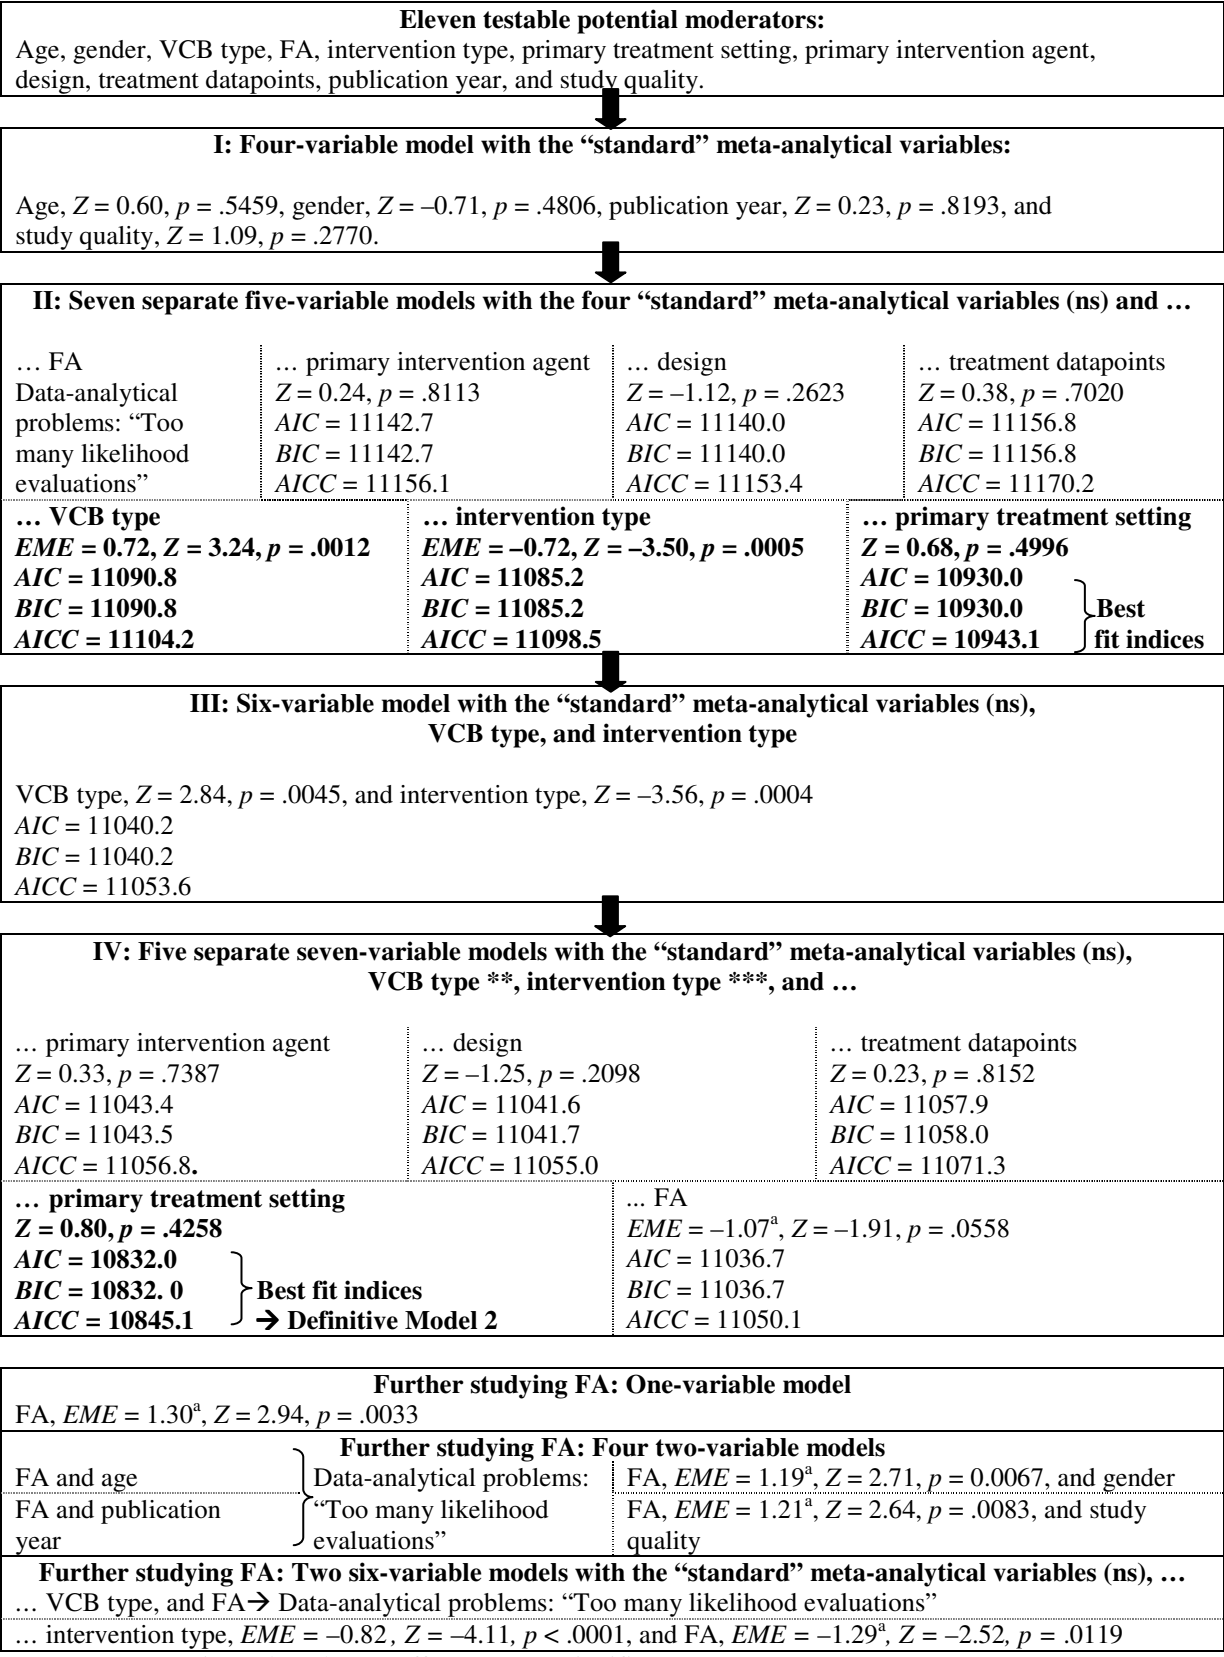 Eleven testable potential moderators:
Age, gender, VCB type, FA, intervention type, primary treatment setting, primary intervention agent,
design, treatment datapoints, publication year, and study quality.
I: Four-variable model with the “standard” meta-analytical variables:
Age, Z = 0.60, p = .5459, gender, Z = –0.71, p = .4806, publication year, Z = 0.23, p = .8193, and
study quality, Z = 1.09, p = .2770.
II: Seven separate five-variable models with the four “standard” meta-analytical variables (ns) and …
… FA
Data-analytical
problems: “Too
many likelihood
evaluations”
… primary intervention agent
Z = 0.24, p = .8113
AIC = 11142.7
BIC = 11142.7
AICC = 11156.1
… design
Z = –1.12, p = .2623
AIC = 11140.0
BIC = 11140.0
AICC = 11153.4
… treatment datapoints
Z = 0.38, p = .7020
AIC = 11156.8
BIC = 11156.8
AICC = 11170.2
… VCB type
EME = 0.72, Z = 3.24, p = .0012
AIC = 11090.8
BIC = 11090.8
AICC = 11104.2
… intervention type
EME = –0.72, Z = –3.50, p = .0005
AIC = 11085.2
BIC = 11085.2
AICC = 11098.5
… primary treatment setting
Z = 0.68, p = .4996
AIC = 10930.0
BIC = 10930.0
AICC = 10943.1
Best
fit indices
III: Six-variable model with the “standard” meta-analytical variables (ns),
VCB type, and intervention type
VCB type, Z = 2.84, p = .0045, and intervention type, Z = –3.56, p = .0004
AIC = 11040.2
BIC = 11040.2
AICC = 11053.6
IV: Five separate seven-variable models with the “standard” meta-analytical variables (ns),
VCB type **, intervention type ***, and …
… primary intervention agent
Z = 0.33, p = .7387
AIC = 11043.4
BIC = 11043.5
AICC = 11056.8.
… design
Z = –1.25, p = .2098
AIC = 11041.6
BIC = 11041.7
AICC = 11055.0
… treatment datapoints
Z = 0.23, p = .8152
AIC = 11057.9
BIC = 11058.0
AICC = 11071.3
… primary treatment setting
Z = 0.80, p = .4258
AIC = 10832.0
BIC = 10832. 0
AICC = 10845.1
Best fit indices
→ Definitive Model 2
... FA
EME = –1.07ª, Z = –1.91, p = .0558
AIC = 11036.7
BIC = 11036.7
AICC = 11050.1
Further studying FA: One-variable model
FA, EME = 1.30ª, Z = 2.94, p = .0033
Further studying FA: Four two-variable models
FA and age
FA and publication
year
Data-analytical problems:
“Too many likelihood
evaluations”
FA, EME = 1.19ª, Z = 2.71, p = 0.0067, and gender
FA, EME = 1.21ª, Z = 2.64, p = .0083, and study
quality
Further studying FA: Two six-variable models with the “standard” meta-analytical variables (ns), …
… VCB type, and FA→ Data-analytical problems: “Too many likelihood evaluations”
… intervention type, EME = –0.82, Z = –4.11, p < .0001, and FA, EME = –1.29ª, Z = –2.52, p = .0119